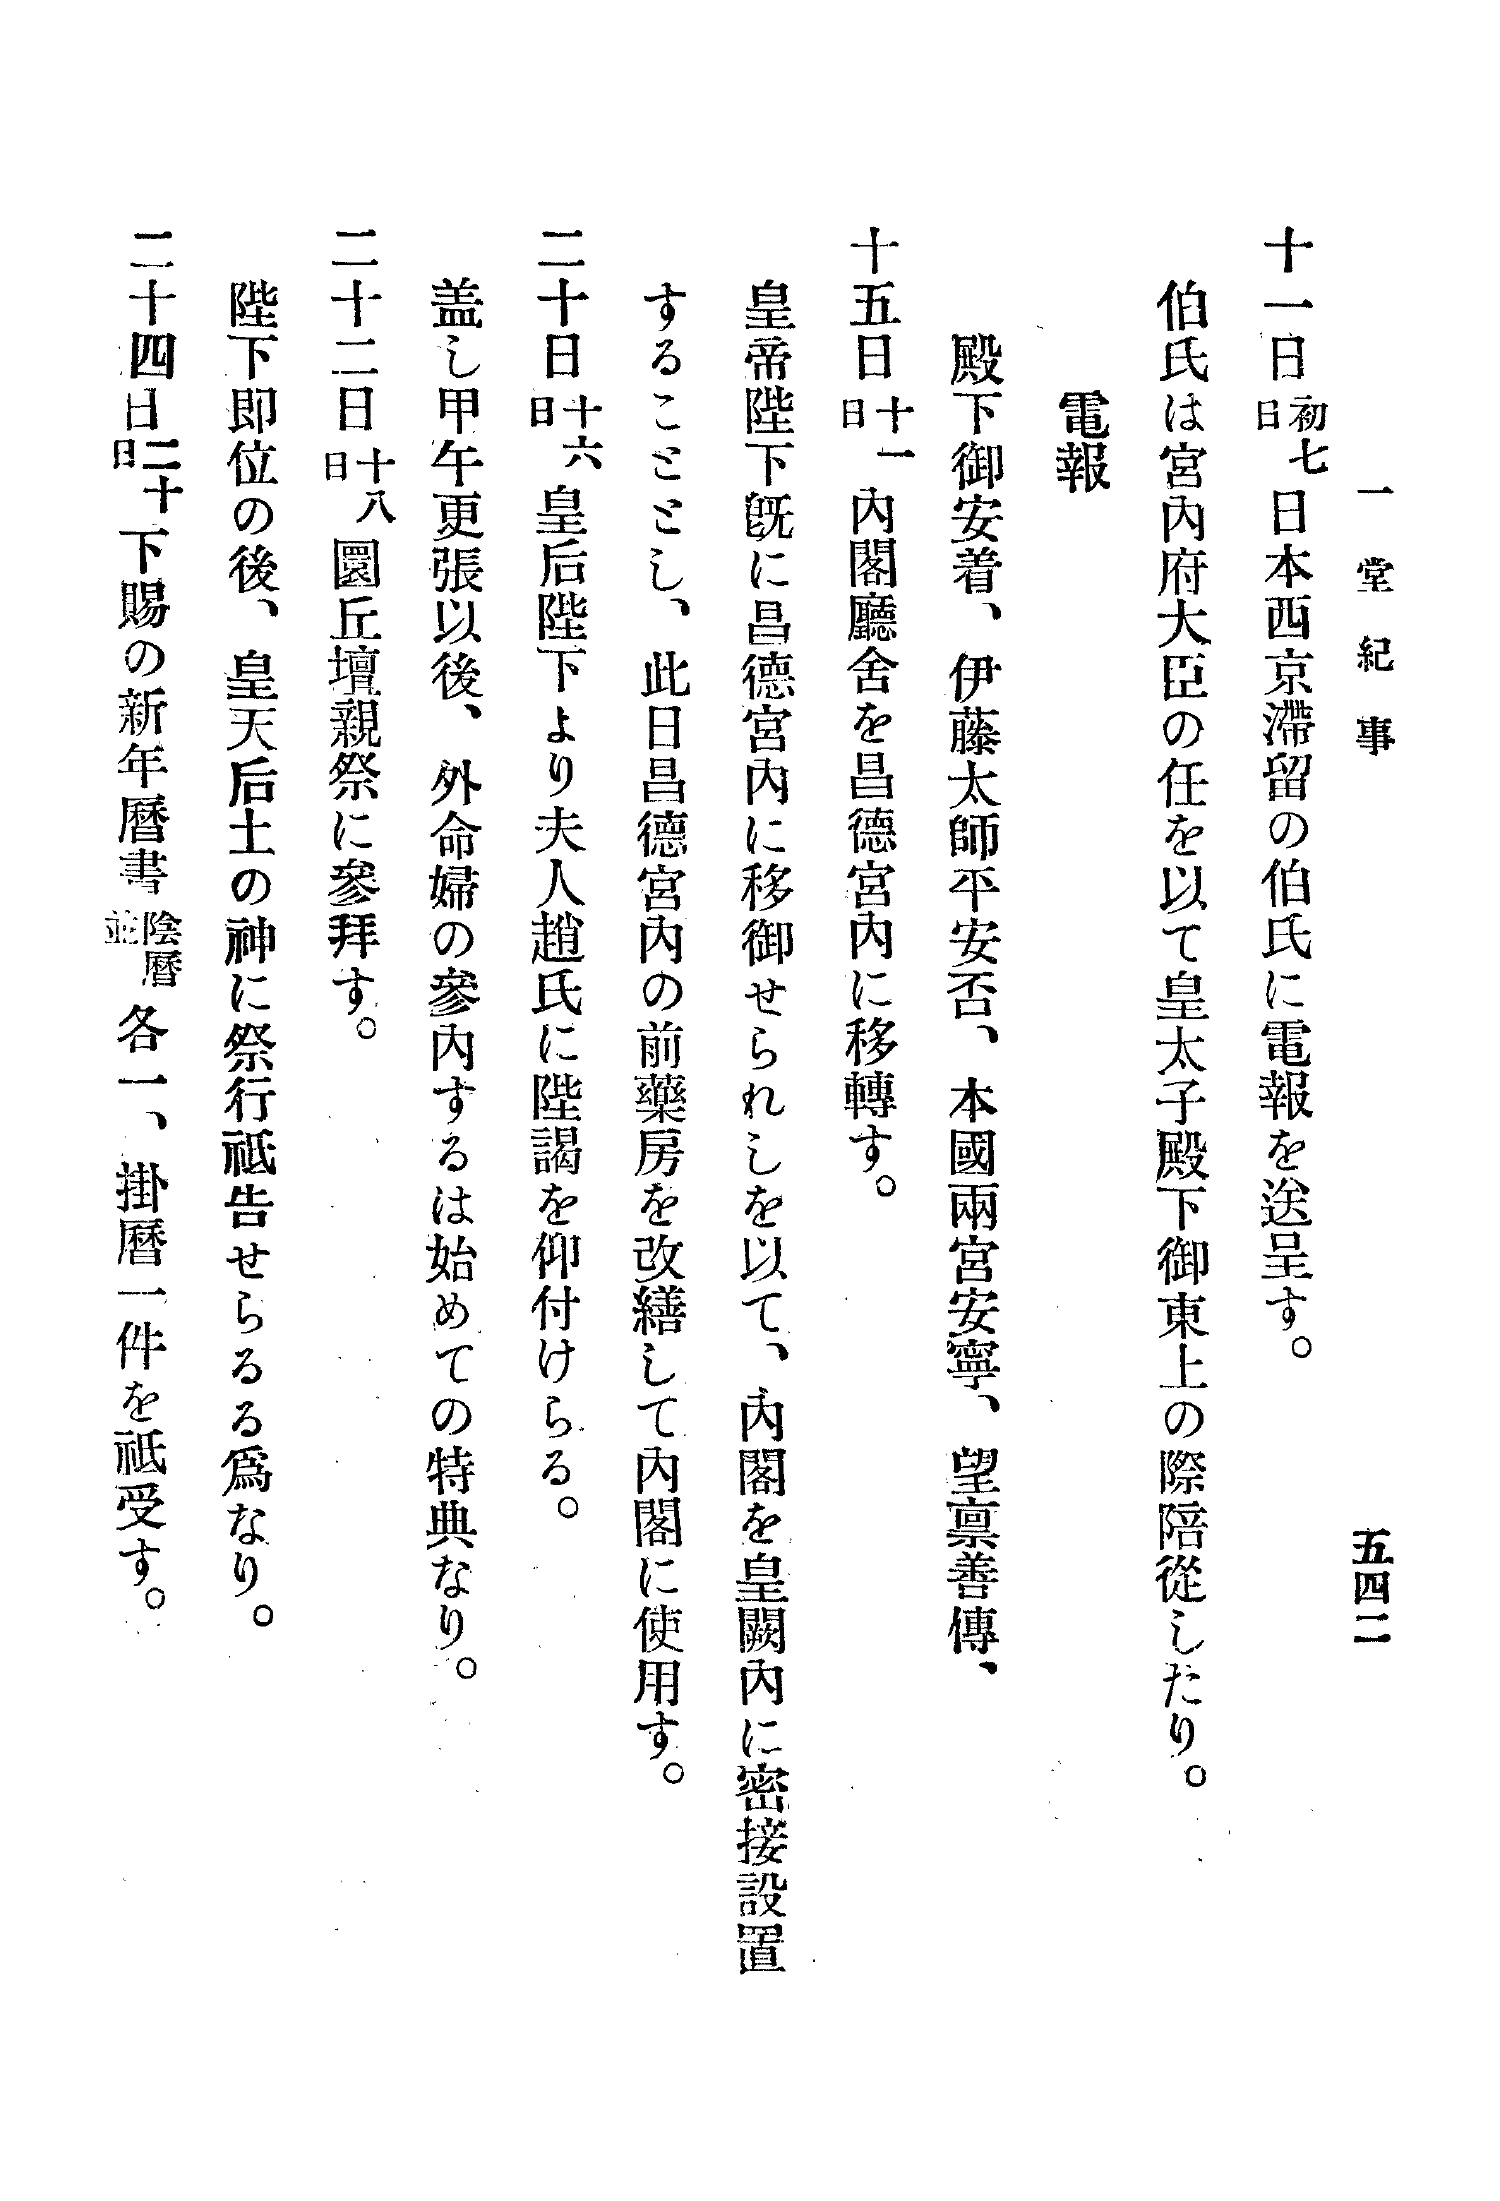 一堂紀事　五四二
十一日初七日日本西京滯留の伯氏に電報を送呈す。
伯氏は宮內府大臣の任を以て皇太子殿下御東上の際陪從したり。
電報
殿下御安着、伊藤太師平安否、本國兩宮安寧、望禀善傳、
十五日十一日內閣廳舍を昌德宮內に移轉す。
皇帝陛下旣に昌德宮內に移御せられしを以て、內閣を皇闕內に密接設置
することとし、此日昌德宮內の前藥房を改繕して內閣に使用す。
二十日十六日皇后陛下より夫人趙氏に陛謁を仰付けらる。
盖し甲午更張以後、外命婦の參內するは始めての特典なり。
二十二日十八日圜丘壇親祭に參拜す。
陛下即位の後、皇天后土の神に祭行祗告せらるる爲なり。
二十四日二十日下賜の新年曆書陰曆並各一、掛曆一件を祗受す。